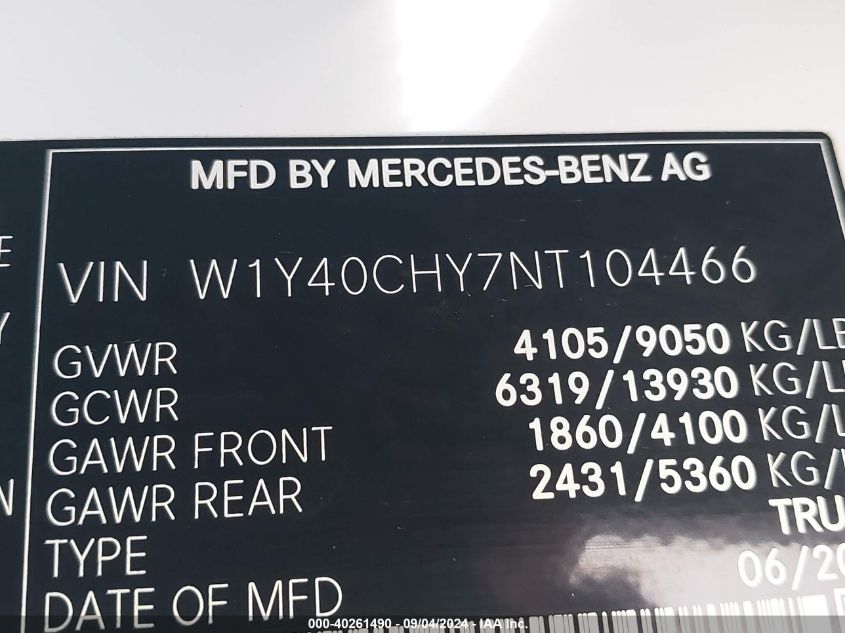 MFD BY MERCEDES-BENZ AG
VIN W1Y40CHY7NT104466
GVWR 4105/9050 KG/LB
GCWR 6319/13930 KG/L
GAWR FRONT 1860/4100 KG/L
GAWR REAR 2431/5360 KG/
TYPE TRU
DATE OF MFD 06/20
000-40261490 - 09/04/2024 - IAA Inc.